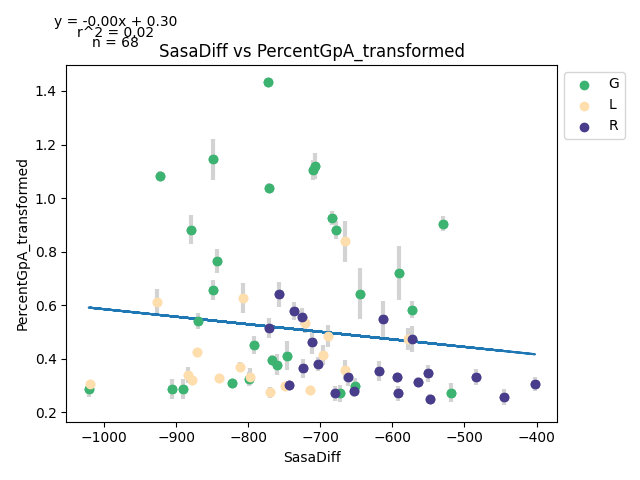 y = -0.00x + 0.30
r^2 = 0.02
n = 68
SasaDiff vs PercentGpA_transformed
G
L
R
PercentGpA_transformed
1.4
1.2
1.0
0.8
0.6
0.4
0.2
−1000 −900 −800 −700 −600 −500 −400
SasaDiff